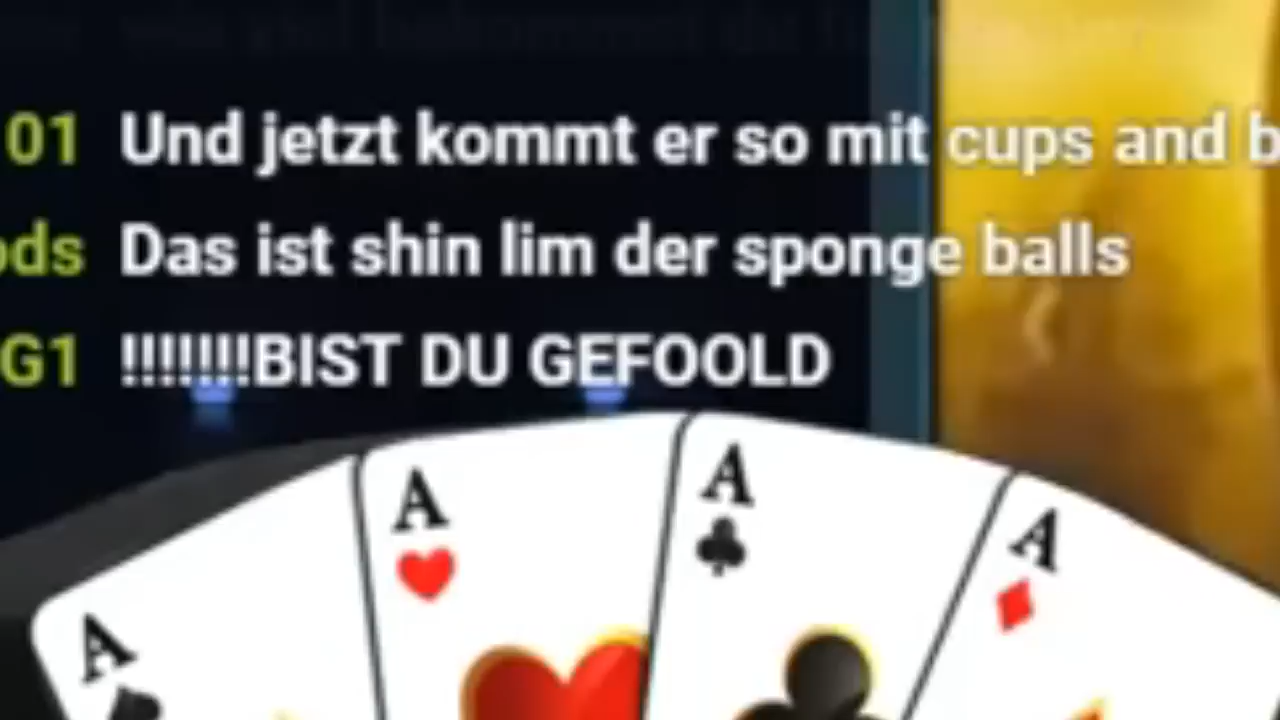 01 Und jetzt kommt er so mit cups and b
ods Das ist shin lim der sponge balls
G1 !!!!!!!BIST DU GEFOOLD
A
A
A
A